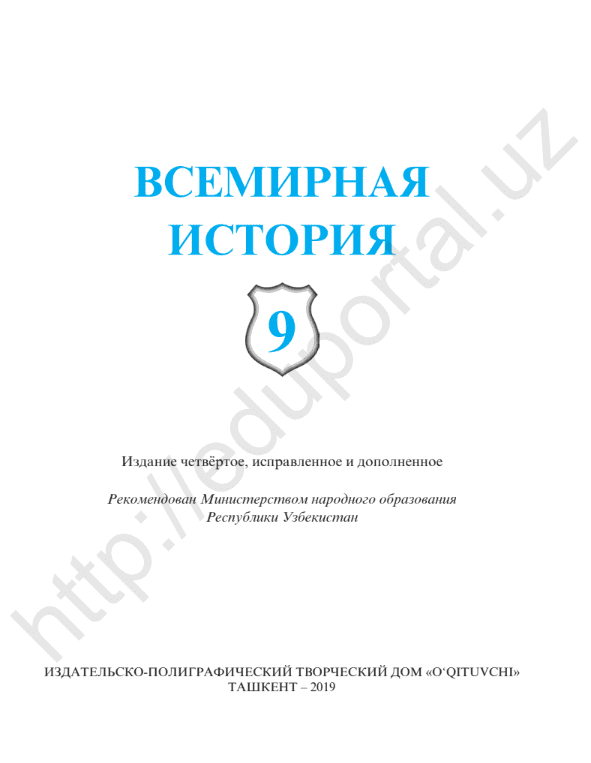 ВСЕМИРНАЯ
ИСТОРИЯ
9
Издание четвёртое, исправленное и дополненное
Рекомендован Министерством народного образования
Республики Узбекистан
ИЗДАТЕЛЬСКО-ПОЛИГРАФИЧЕСКИЙ ТВОРЧЕСКИЙ ДОМ «O‘QITUVCHI»
ТАШКЕНТ – 2019
http://eduportal.uz